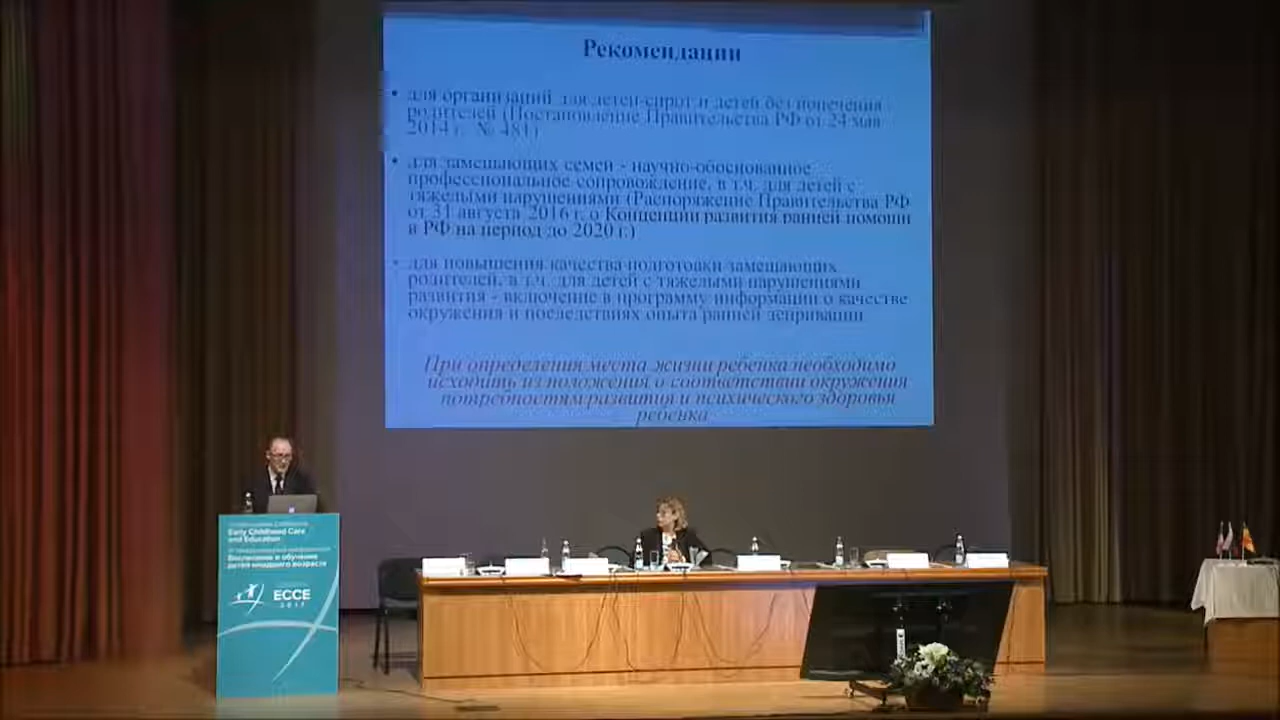 Рекомендации
• для организаций для детей-сирот и детей без попечения
родителей (Постановление Правительства РФ от 24 мая
2014 г. № 481)
• для замещающих семей - научно-обоснованное
профессиональное сопровождение, в т.ч. для детей с
тяжелыми нарушениями (Распоряжение Правительства РФ
от 31 августа 2016 г. о Концепции развития ранней помощи
в РФ на период до 2020 г.)
• для повышения качества подготовки замещающих
родителей, в т.ч. для детей с тяжелыми нарушениями
развития - включение в программу информации о качестве
окружения и последствиях опыта ранней депривации
При определения места жизни ребенка необходимо
исходить из положения о соответствии окружения
потребностям развития и психического здоровья
ребенка
Early Childhood Care
and Education
Воспитание и обучение
детей младшего возраста
ECCE
2017